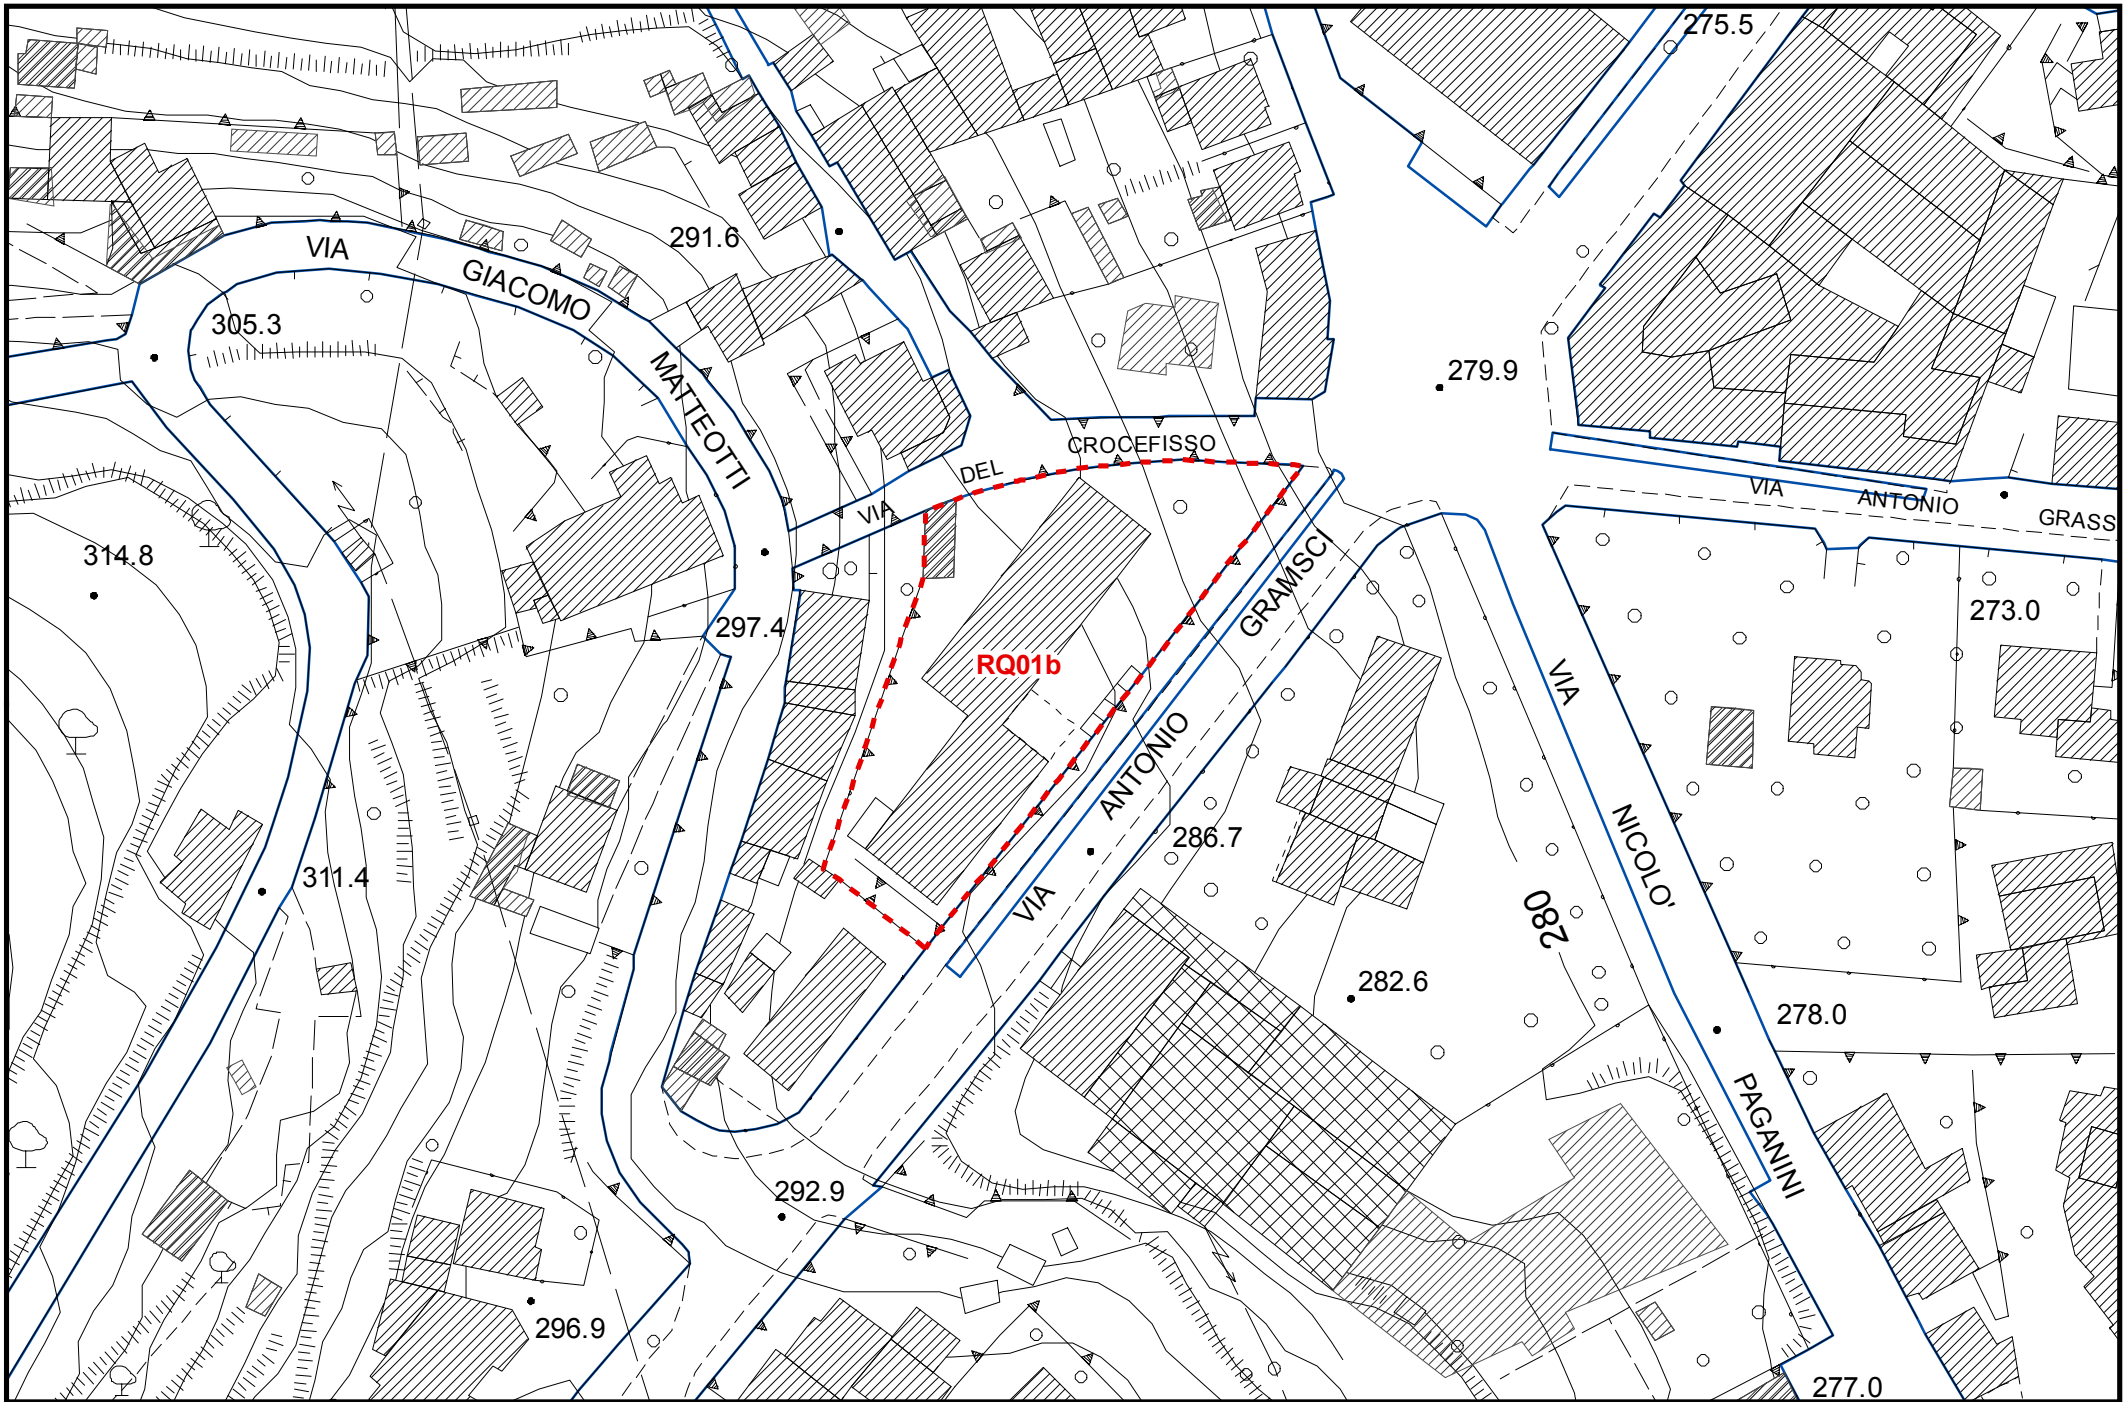 275.5
291.6
VIA
GIACOMO
MATTEOTTI
305.3
279.9
CROCEFISSO
DEL
VIA
VIA
ANTONIO
GRASS
314.8
GRAMSCI
ANTONIO
VIA
273.0
297.4
RQ01b
VIA
NICOLO'
PAGANINI
286.7
311.4
280
282.6
278.0
292.9
296.9
277.0